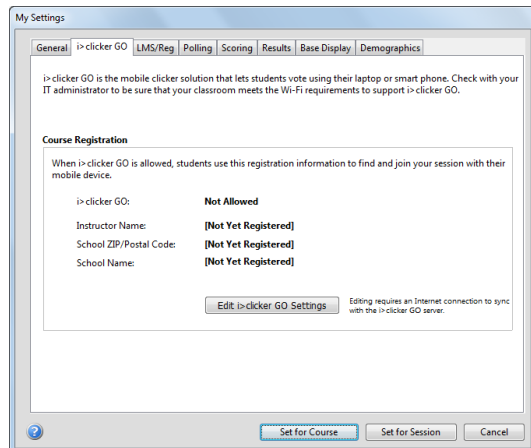 My Settings
General i>clicker GO LMS/Reg Polling Scoring Results Base Display Demographics
i>clicker GO is the mobile clicker solution that lets students vote using their laptop or smart phone. Check with your
IT administrator to be sure that your classroom meets the Wi-Fi requirements to support i>clicker GO.
Course Registration
When i>clicker GO is allowed, students use this registration information to find and join your session with their
mobile device.
i>clicker GO: Not Allowed
Instructor Name: [Not Yet Registered]
School ZIP/Postal Code: [Not Yet Registered]
School Name: [Not Yet Registered]
Edit i>clicker GO Settings
Editing requires an Internet connection to sync
with the i>clicker GO server.
? Set for Course Set for Session Cancel